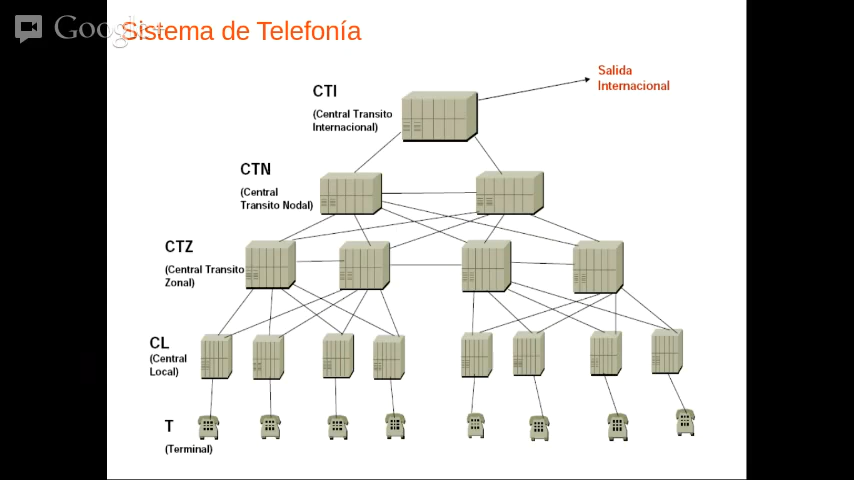 Google+
Sistema de Telefonía
CTI
(Central Transito
Internacional)
Salida
Internacional
CTN
(Central
Transito Nodal)
CTZ
(Central Transito
Zonal)
CL
(Central
Local)
T
(Terminal)